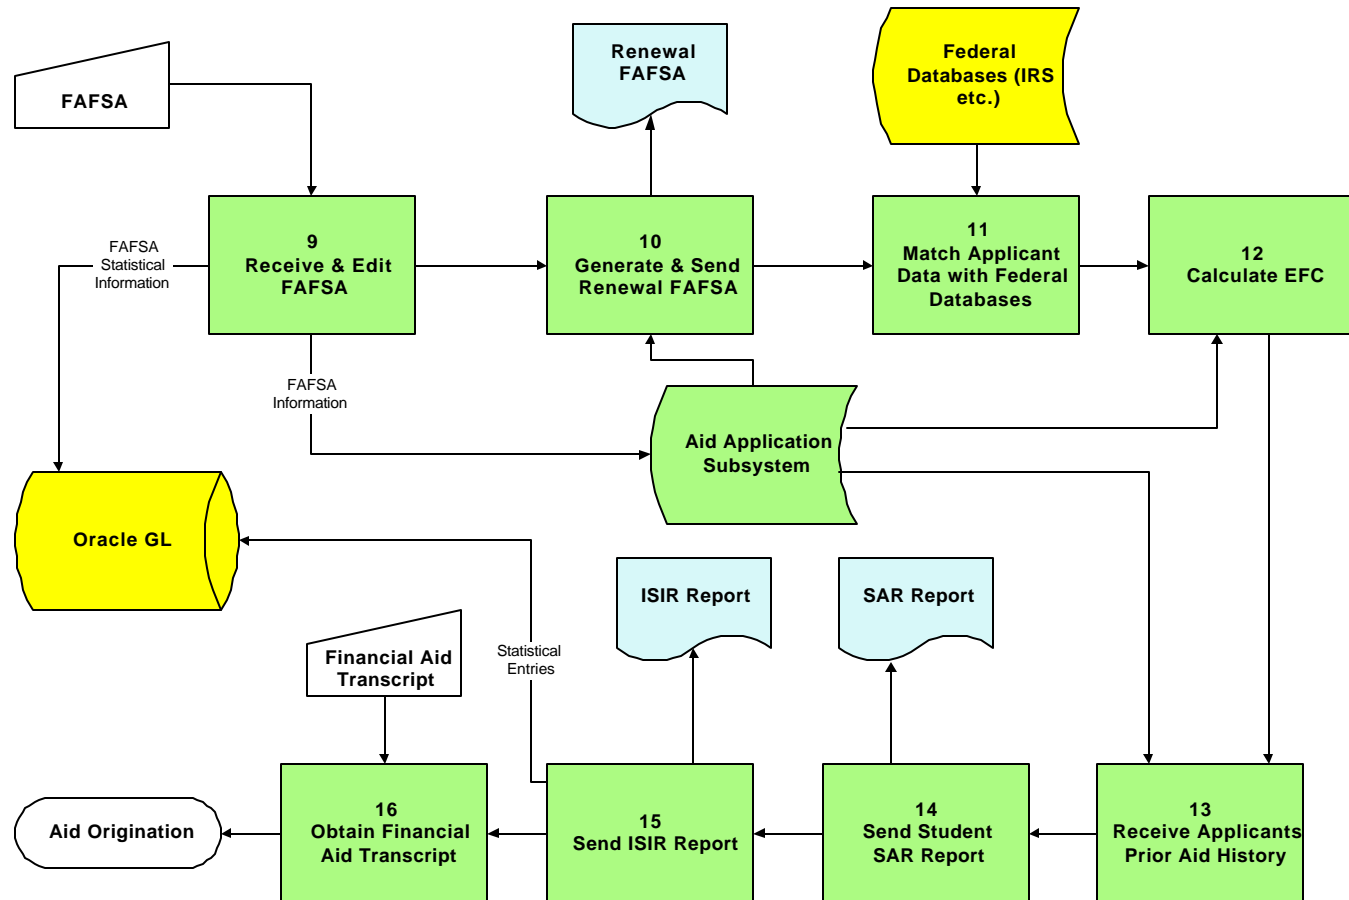 FAFSA
Renewal
FAFSA
Federal
Databases (IRS
etc.)
9
Receive & Edit
FAFSA
10
Generate & Send
Renewal FAFSA
11
Match Applicant
Data with Federal
Databases
12
Calculate EFC
FAFSA
Statistical
Information
FAFSA
Information
Aid Application
Subsystem
Oracle GL
ISIR Report
SAR Report
Financial Aid
Transcript
Statistical
Entries
Aid Origination
16
Obtain Financial
Aid Transcript
15
Send ISIR Report
14
Send Student
SAR Report
13
Receive Applicants
Prior Aid History